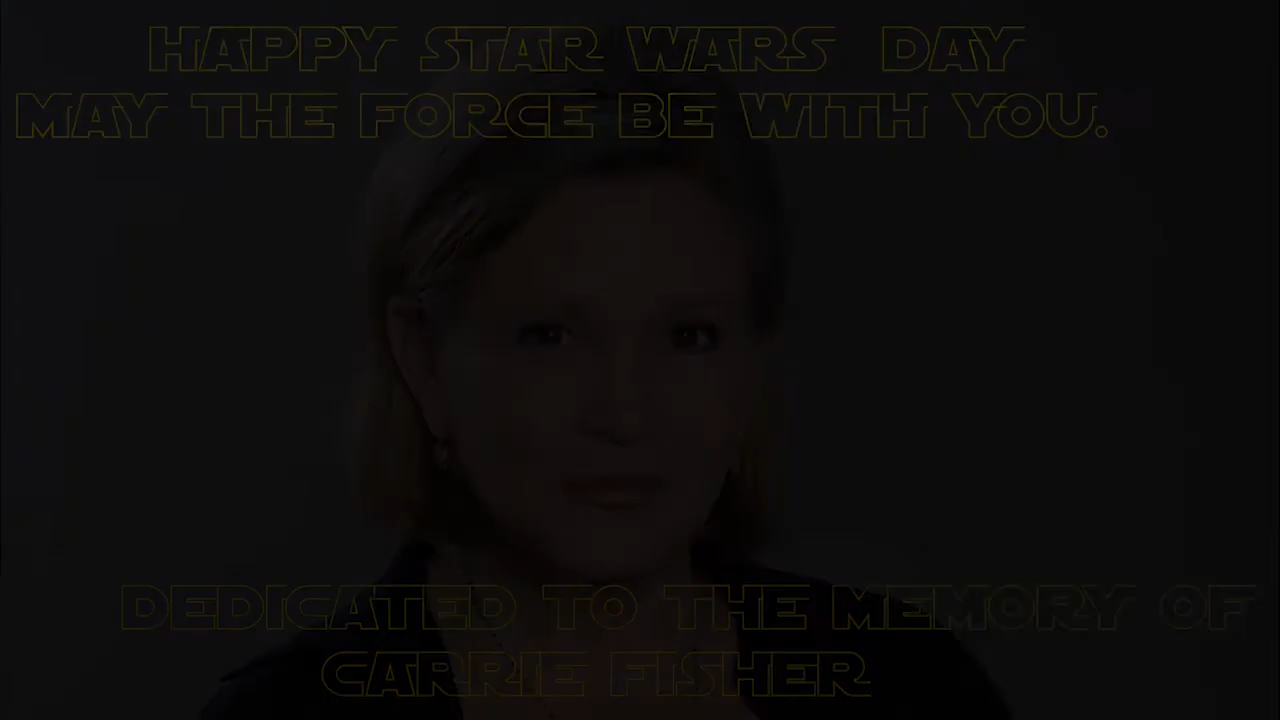 HAPPY STAR WARS DAY
MAY THE FORCE BE WITH YOU.
DEDICATED TO THE MEMORY OF
CARRIE FISHER